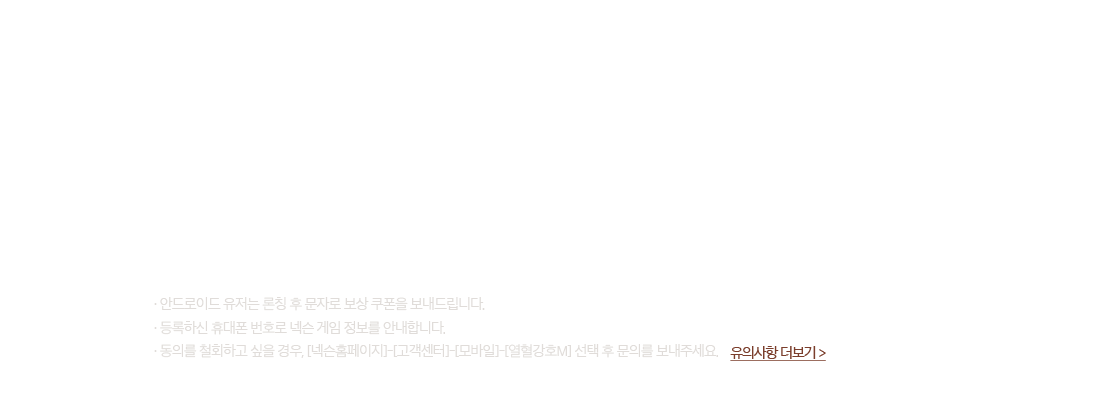 · 안드로이드 유저는 론칭 후 문자로 보상 쿠폰을 보내드립니다.
· 등록하신 휴대폰 번호로 넥슨 게임 정보를 안내합니다.
· 동의를 철회하고 싶을 경우, [넥슨홈페이지]-[고객센터]-[모바일]-[열혈강호M] 선택 후 문의를 보내주세요. 유의사항 더보기 >